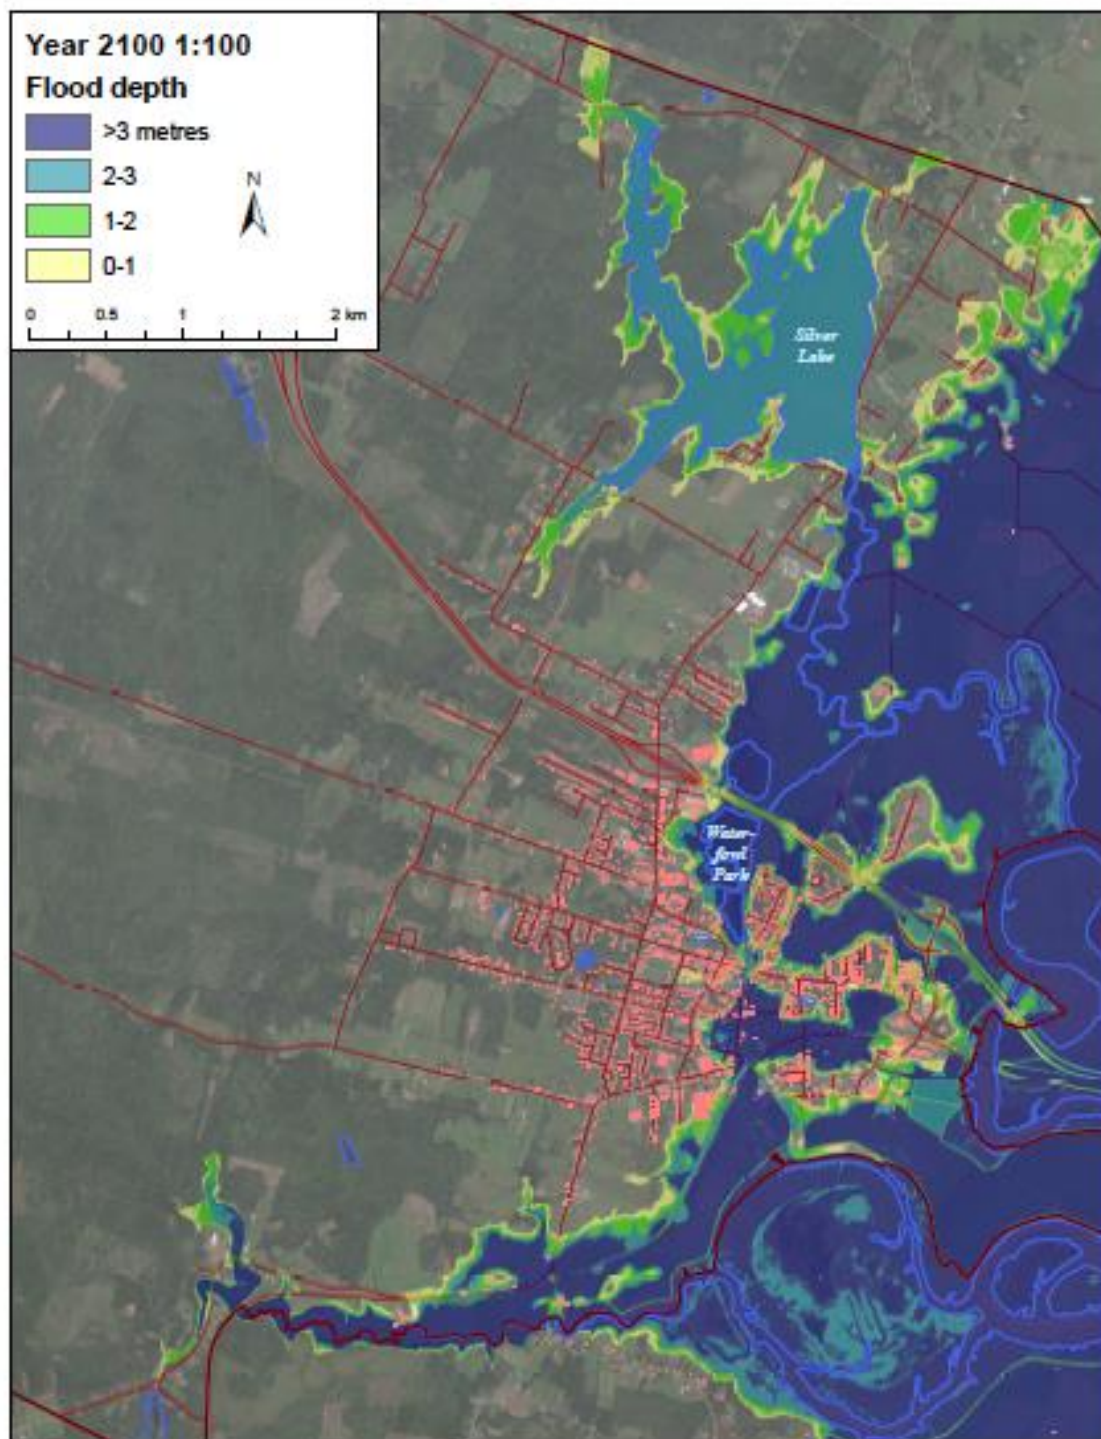 Year 2100 1:100
Flood depth
>3 metres
2-3
1-2
0-1
N
0 0.5 1 2 km
Silver
Lake
Water-
fowl
Park